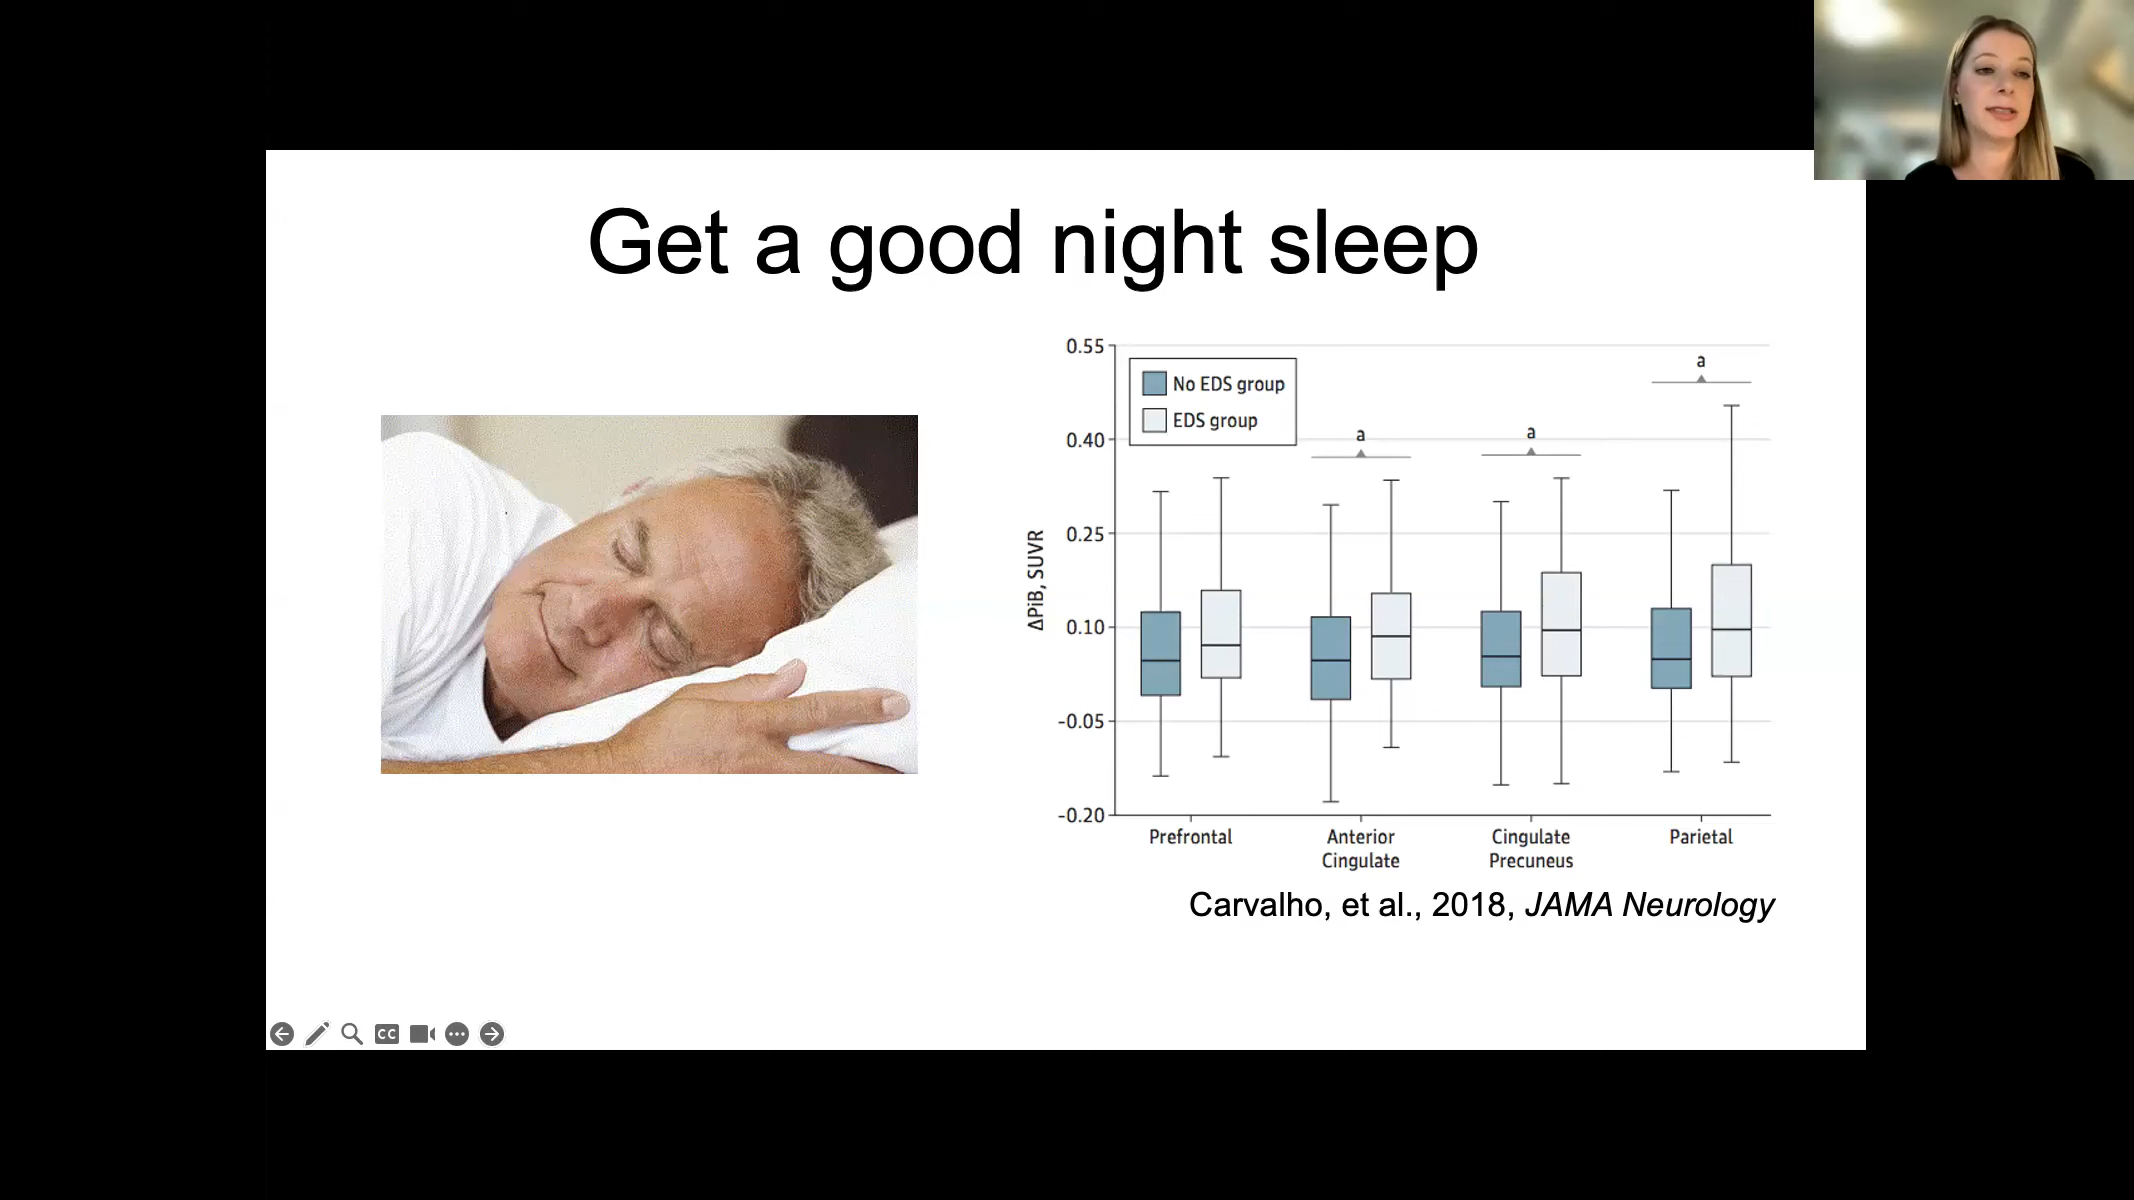 Get a good night sleep
0.55
0.40
0.25
0.10
-0.05
-0.20
ΔPiB, SUVR
No EDS group
EDS group
a
a
a
Prefrontal
Anterior
Cingulate
Cingulate
Precuneus
Parietal
Carvalho, et al., 2018, JAMA Neurology
CC